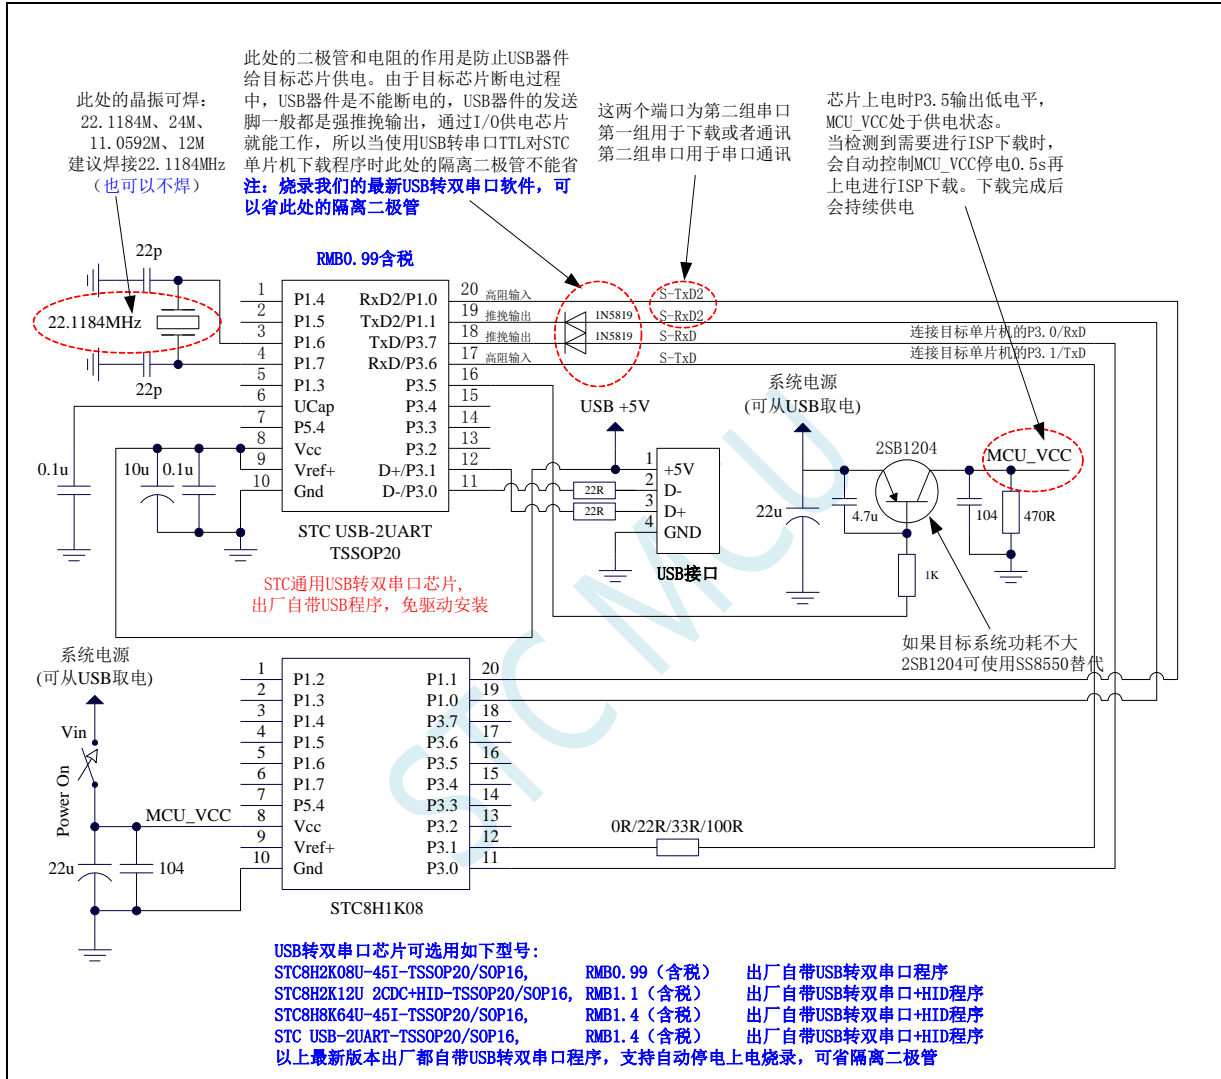 此处的二极管和电阻的作用是防止USB器件
给目标芯片供电。由于目标芯片断电过程
中，USB器件是不能断电的，USB器件的发送
脚一般都是强推挽输出，通过I/O供电芯片
就能工作，所以当使用USB转串口TTL对STC
单片机下载程序时此处的隔离二极管不能省
注：烧录我们的最新USB转双串口软件，可
以省此处的隔离二极管
此处的晶振可焊：
22.1184M、24M、
11.0592M、12M
建议焊接22.1184MHz
（也可以不焊）
这两个端口为第二组串口
第一组用于下载或者通讯
第二组串口用于串口通讯
芯片上电时P3.5输出低电平，
MCU_VCC处于供电状态。
当检测到需要进行ISP下载时，
会自动控制MCU_VCC停电0.5s再
上电进行ISP下载。下载完成后
会持续供电
22p
22.1184MHz
22p
RMB0.99含税
1 P1.4 RxD2/P1.0 20 高阻输入 S-TxD2
2 P1.5 TxD2/P1.1 19 推挽输出 1N5819 S-RxD2
3 P1.6 TxD/P3.7 18 推挽输出 1N5819 S-RxD 连接目标单片机的P3.0/RxD
4 P1.7 RxD/P3.6 17 高阻输入 S-TxD 连接目标单片机的P3.1/TxD
5 P1.3 P3.5 16
6 UCap P3.4 15
7 P5.4 P3.3 14
8 Vcc P3.2 13
9 Vref+ D+/P3.1 12
10 Gnd D-/P3.0 11
0.1u
10u
0.1u
STC USB-2UART
TSSOP20
STC通用USB转双串口芯片，
出厂自带USB程序，免驱动安装
USB +5V
22R
22R
1 +5V
2 D-
3 D+
4 GND
USB接口
系统电源
(可从USB取电)
2SB1204
MCU_VCC
22u
4.7u
104
470R
1K
如果目标系统功耗不大
2SB1204可使用SS8550替代
STC MCU
系统电源
(可从USB取电)
Vin
Power On
MCU_VCC
22u
104
1 P1.2 P1.1 20
2 P1.3 P1.0 19
3 P1.4 P3.7 18
4 P1.5 P3.6 17
5 P1.6 P3.5 16
6 P1.7 P3.4 15
7 P5.4 P3.3 14
8 Vcc P3.2 13
9 Vref+ P3.1 12
10 Gnd P3.0 11
0R/22R/33R/100R
STC8H1K08
USB转双串口芯片可选用如下型号：
STC8H2K08U-45I-TSSOP20/SOP16, RMB0.99（含税） 出厂自带USB转双串口程序
STC8H2K12U 2CDC+HID-TSSOP20/SOP16, RMB1.1（含税） 出厂自带USB转双串口+HID程序
STC8H8K64U-45I-TSSOP20/SOP16, RMB1.4（含税） 出厂自带USB转双串口+HID程序
STC USB-2UART-TSSOP20/SOP16, RMB1.4（含税） 出厂自带USB转双串口+HID程序
以上最新版本出厂都自带USB转双串口程序，支持自动停电上电烧录，可省隔离二极管